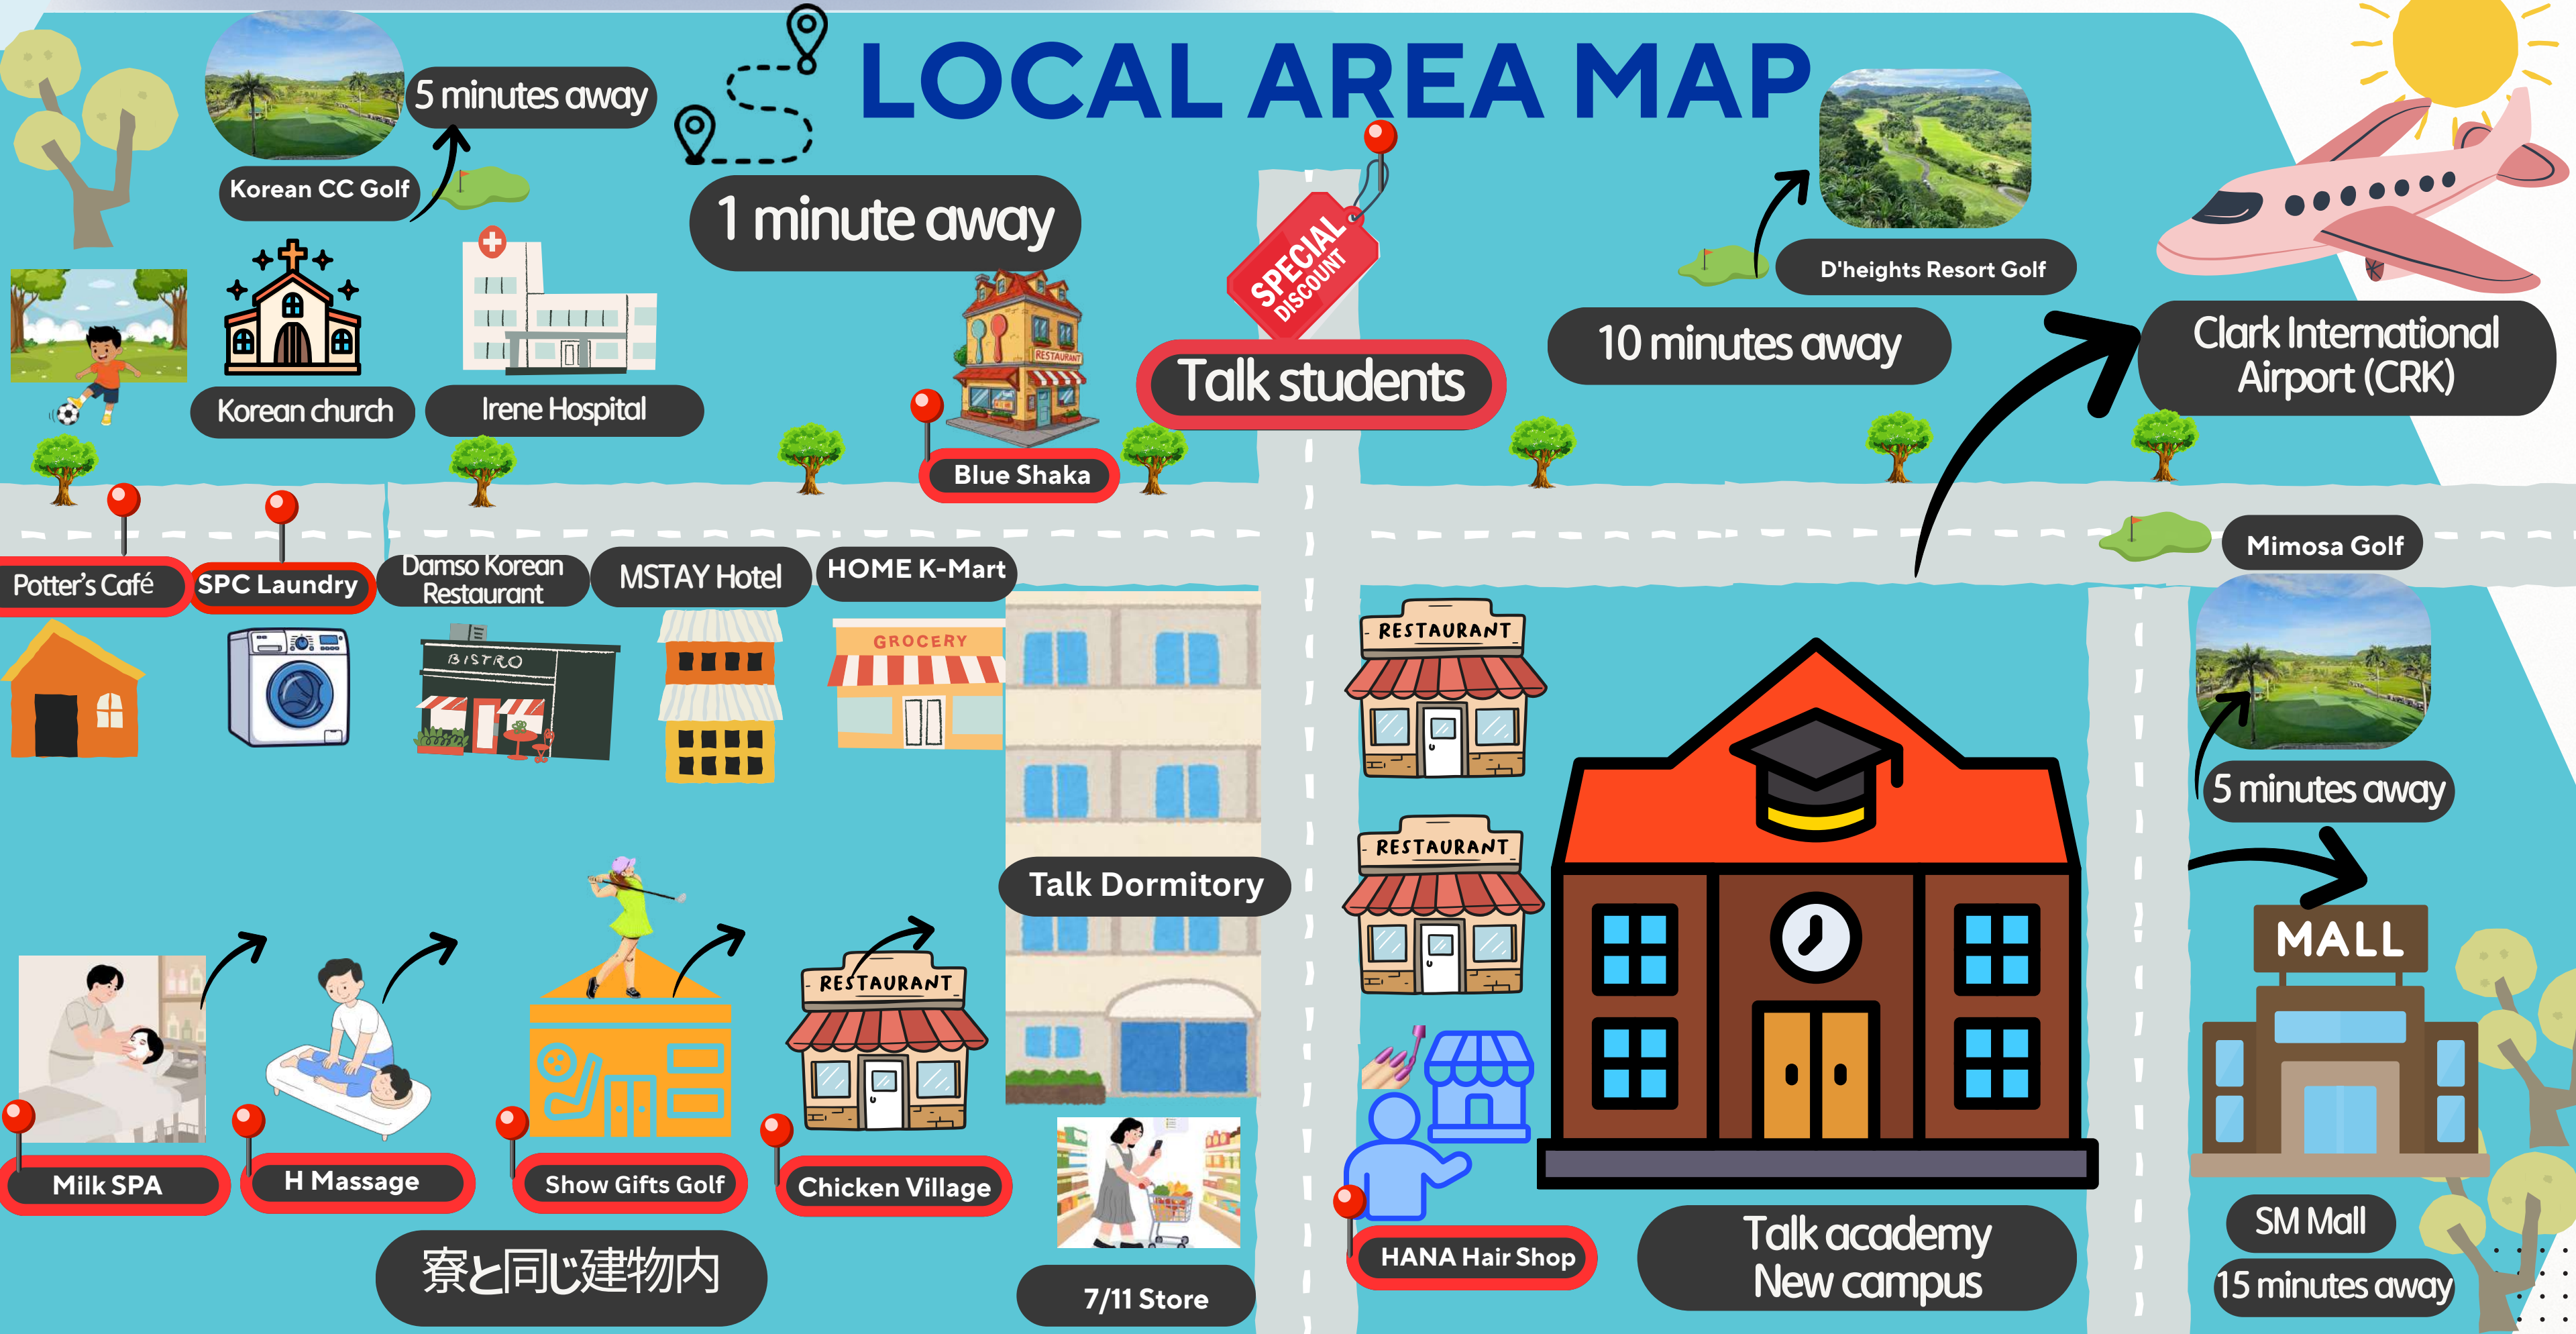 LOCAL AREA MAP
5 minutes away
Korean CC Golf
1 minute away
SPECIAL
DISCOUNT
Talk students
D'heights Resort Golf
10 minutes away
Clark International
Airport (CRK)
Korean church
Irene Hospital
RESTAURANT
Blue Shaka
Mimosa Golf
5 minutes away
Potter's Café
SPC Laundry
Damso Korean
Restaurant
MSTAY Hotel
HOME K-Mart
BISTRO
GROCERY
RESTAURANT
RESTAURANT
Talk Dormitory
RESTAURANT
MALL
Milk SPA
H Massage
Show Gifts Golf
Chicken Village
寮と同じ建物内
7/11 Store
HANA Hair Shop
Talk academy
New campus
SM Mall
15 minutes away